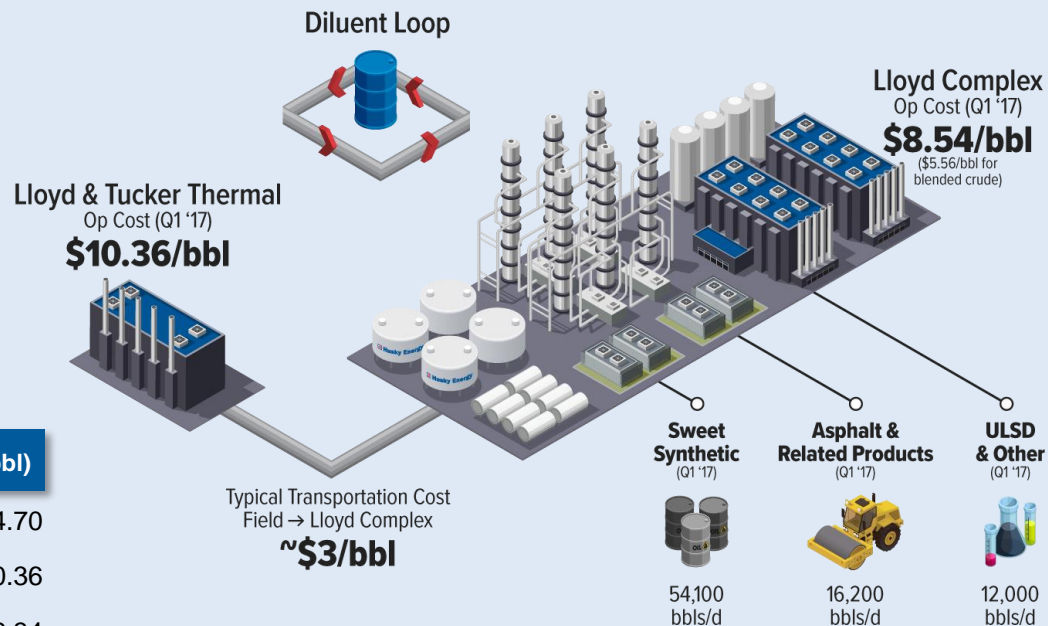 Diluent Loop
Lloyd Complex
Op Cost (Q1 ‘17)
$8.54/bbl
($5.56/bbl for
blended crude)
Lloyd & Tucker Thermal
Op Cost (Q1 ‘17)
$10.36/bbl
Husky Energy
Husky Energy
Typical Transportation Cost
Field → Lloyd Complex
~$3/bbl
Sweet
Synthetic
(Q1 ‘17)
OIL
OIL
OIL
54,100
bbls/d
Asphalt &
Related Products
(Q1 ‘17)
16,200
bbls/d
ULSD
& Other
(Q1 ‘17)
12,000
bbls/d
bbl)
4.70
0.36